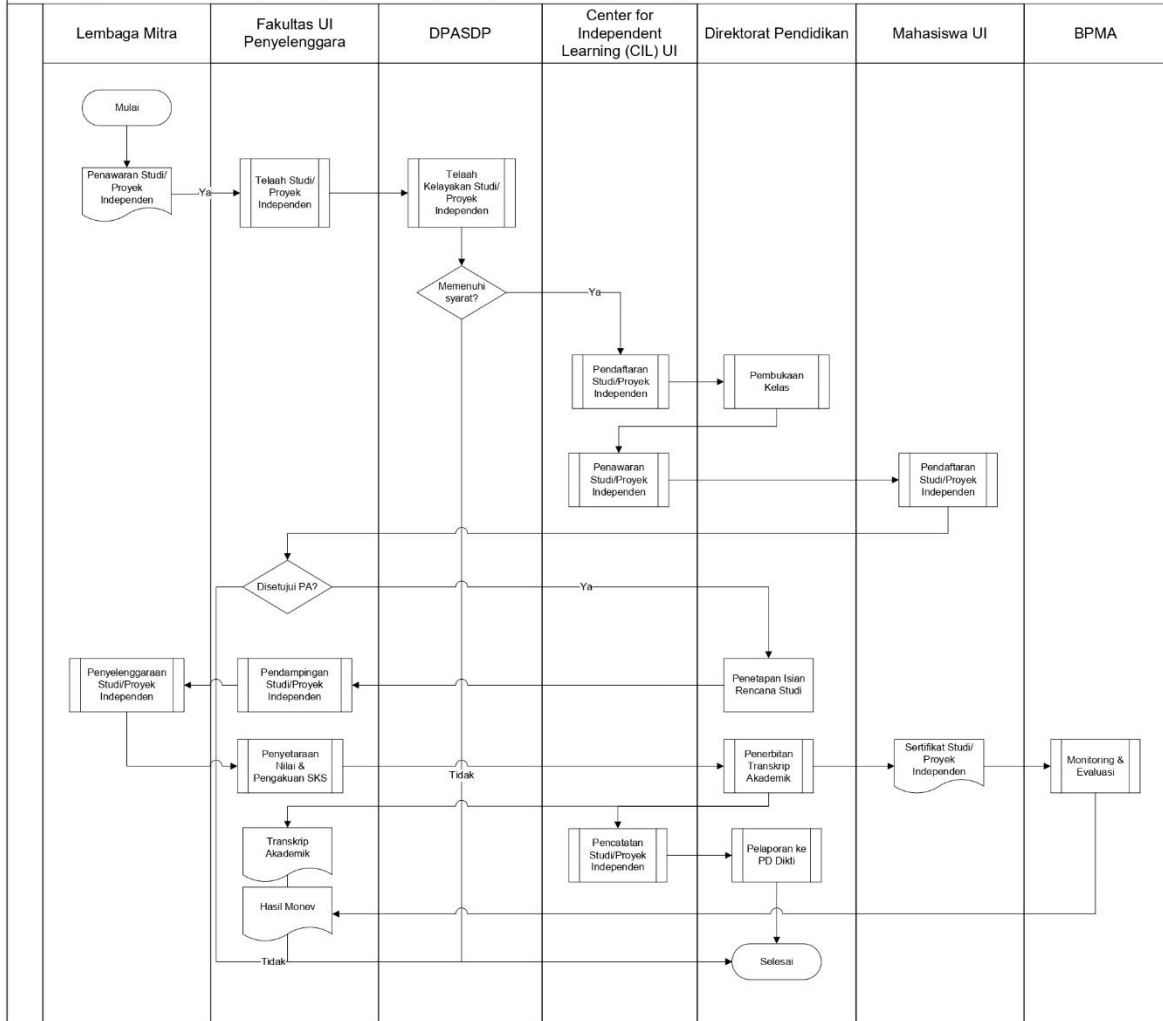 Lembaga Mitra
Fakultas UI
Penyelenggara
DPASDP
Center for
Independent
Learning (CIL) UI
Direktorat Pendidikan
Mahasiswa UI
BPMA
Mulai
Penawaran Studi/
Proyek
Independen
Ya
Telaah Studi/
Proyek
Independen
Telaah
Kelayakan Studi/
Proyek
Independen
Memenuhi
syarat?
Ya
Pendaftaran
Studi/Proyek
Independen
Pembukaan
Kelas
Penawaran
Studi/Proyek
Independen
Pendaftaran
Studi/Proyek
Independen
Disetujui PA?
Ya
Penyelenggaraan
Studi/Proyek
Independen
Pendampingan
Studi/Proyek
Independen
Penetapan Isian
Rencana Studi
Penyetaraan
Nilai &
Pengakuan SKS
Tidak
Penerbitan
Transkrip
Akademik
Sertifikat Studi/
Proyek
Independen
Monitoring &
Evaluasi
Transkrip
Akademik
Pencatatan
Studi/Proyek
Independen
Pelaporan ke
PD Dikti
Hasil Monev
Tidak
Selesai